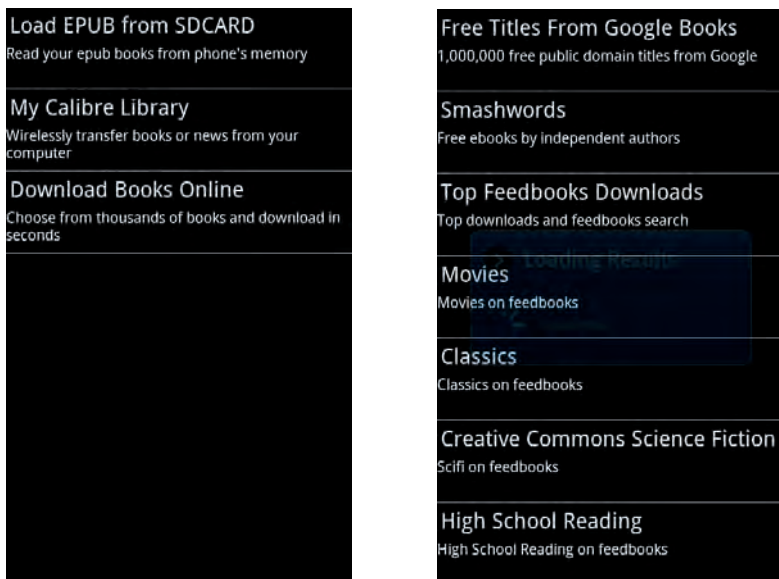 Load EPUB from SDCARD
Read your epub books from phone's memory
My Calibre Library
Wirelessly transfer books or news from your
computer
Download Books Online
Choose from thousands of books and download in
seconds
Free Titles From Google Books
1,000,000 free public domain titles from Google
Smashwords
Free ebooks by independent authors
Top Feedbooks Downloads
Top downloads and feedbooks search
Loading Results
Movies
Movies on feedbooks
Classics
Classics on feedbooks
Creative Commons Science Fiction
Scifi on feedbooks
High School Reading
High School Reading on feedbooks